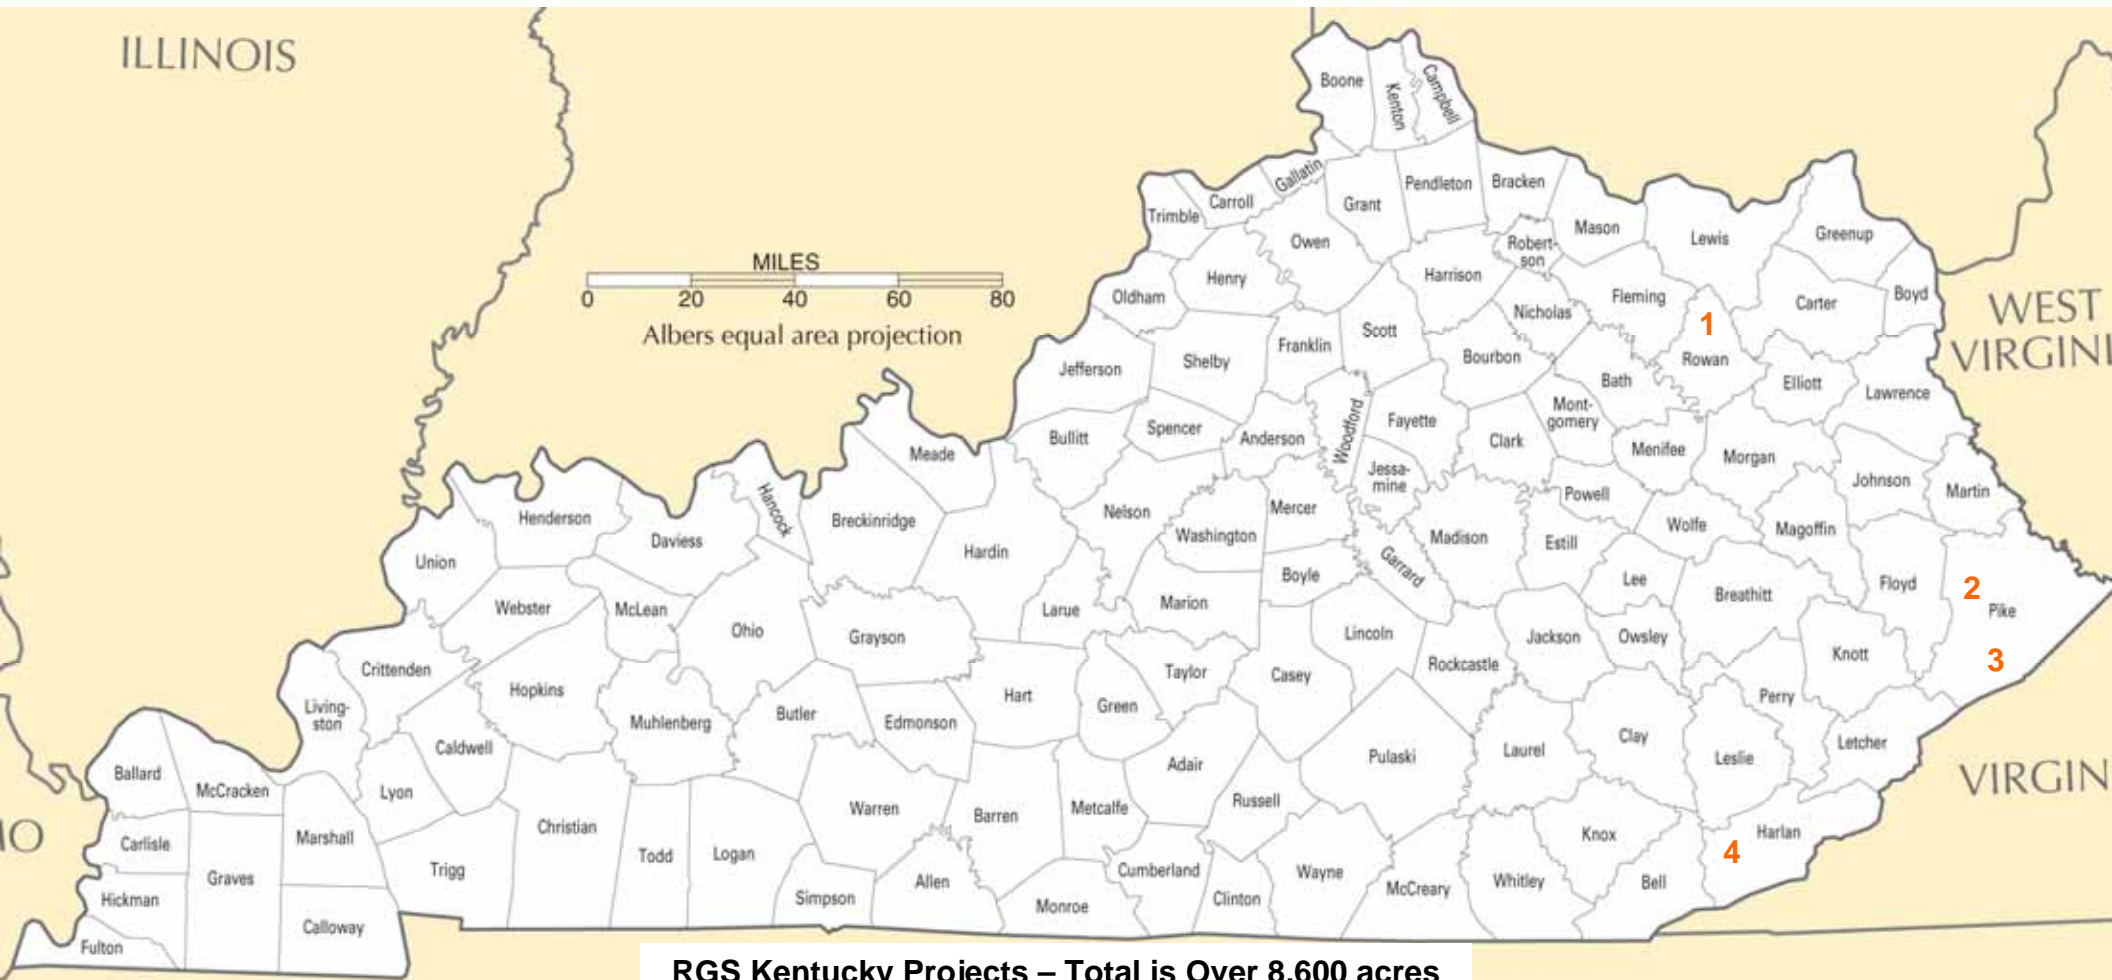 ILLINOIS
Boone
Kenton
Campbell
Gallatin
Carroll
Trimble
Grant
Pendleton
Bracken
Owen
Robert-
son
Mason
Lewis
Greenup
MILES
0 20 40 60 80
Albers equal area projection
Oldham
Henry
Harrison
Nicholas
Fleming
Carter
Boyd
WEST
VIRGINI
1
Rowan
Jefferson
Shelby
Franklin
Scott
Bourbon
Bath
Elliott
Lawrence
Meade
Bullitt
Spencer
Anderson
Woodford
Fayette
Clark
Mont-
gomery
Menifee
Morgan
Johnson
Martin
Jessa-
mine
Powell
Henderson
Daviess
Hancock
Breckinridge
Hardin
Nelson
Washington
Mercer
Madison
Estill
Wolfe
Magoffin
Union
Webster
McLean
Ohio
Grayson
Larue
Marion
Boyle
Garrard
Lee
Breathitt
Floyd
2
Pike
3
Crittenden
Hopkins
Living-
ston
Muhlenberg
Butler
Edmonson
Hart
Green
Taylor
Casey
Lincoln
Rockcastle
Jackson
Owsley
Knott
Perry
Letcher
Ballard
McCracken
Lyon
Caldwell
Warren
Barren
Metcalfe
Adair
Russell
Pulaski
Laurel
Clay
Leslie
VIRGIN
IO
Carlisle
Graves
Marshall
Trigg
Christian
Todd
Logan
Simpson
Allen
Monroe
Cumberland
Clinton
Wayne
McCreary
Whitley
Knox
Bell
4
Harlan
Hickman
Fulton
Calloway
RGS Kentucky Projects – Total is Over 8,600 acres